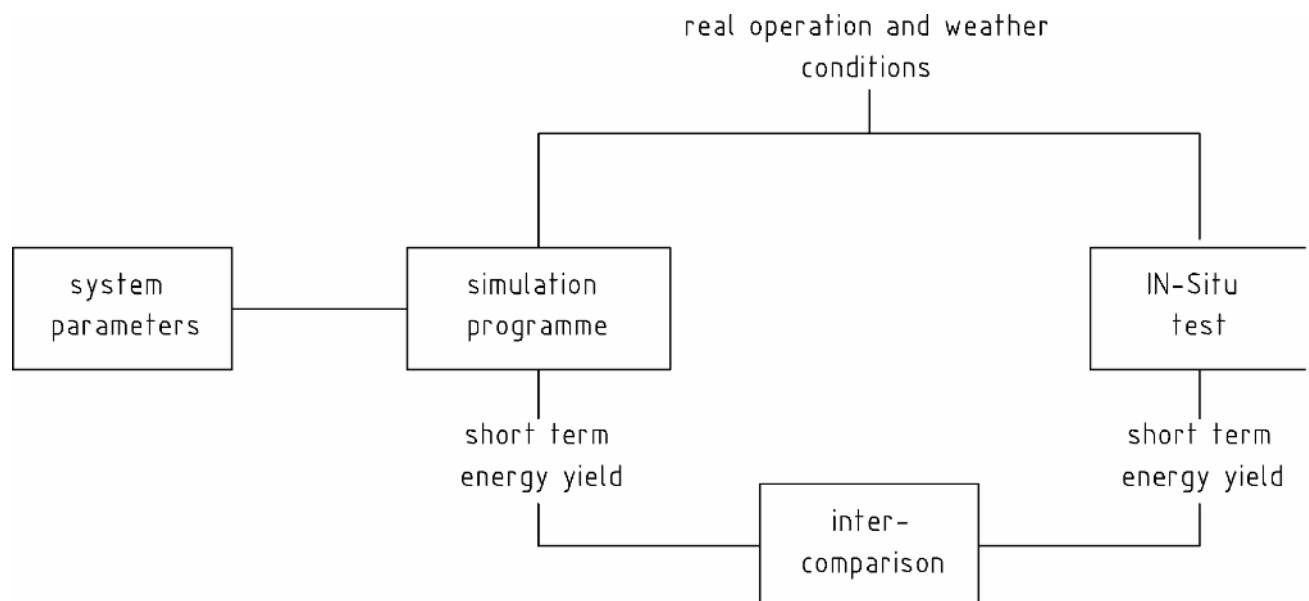 real operation and weather
conditions
system
parameters
simulation
programme
IN-Situ
test
short term
energy yield
short term
energy yield
inter-
comparison